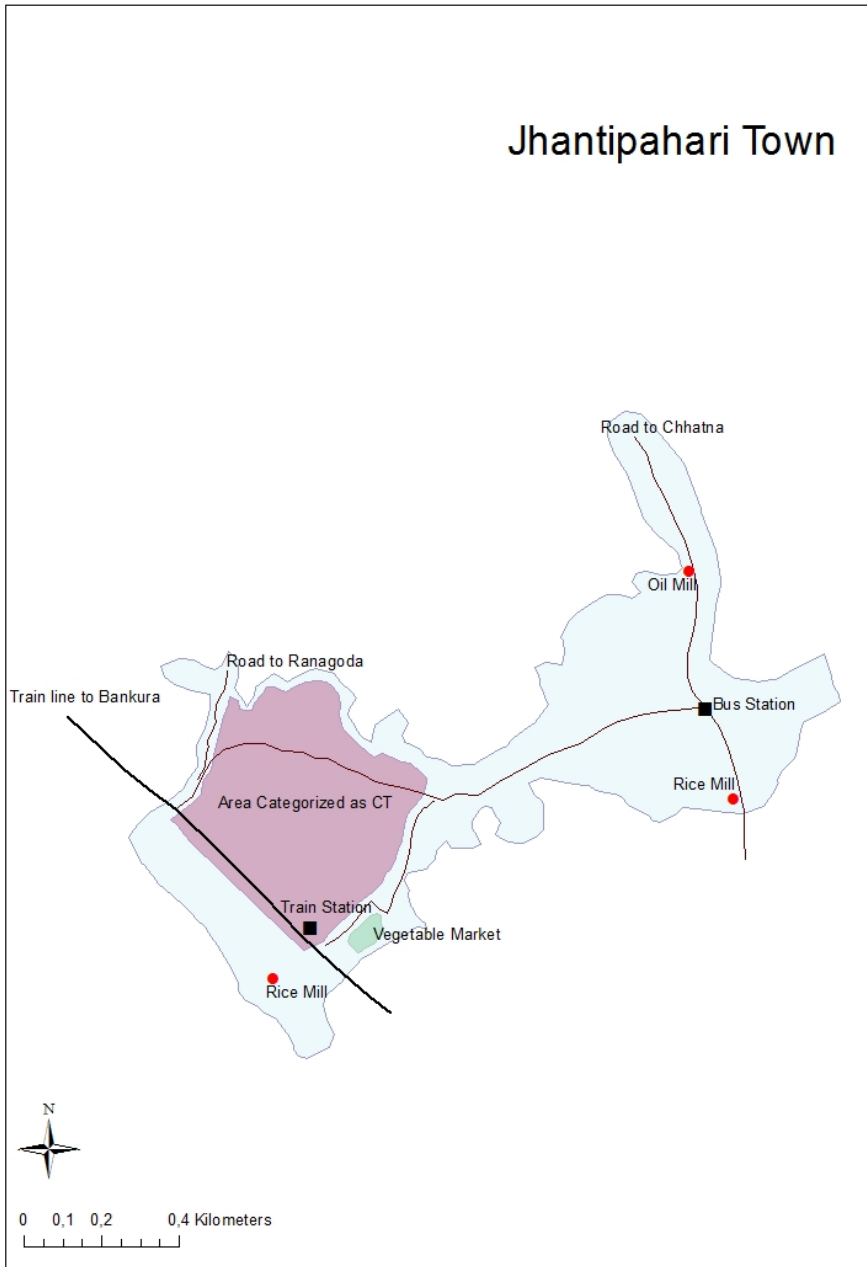 Jhantipahari Town
Road to Chhatna
Oil Mill
Road to Ranagoda
Train line to Bankura
Bus Station
Rice Mill
Area Categorized as CT
Train Station
Vegetable Market
Rice Mill
N
0 0,1 0,2 0,4 Kilometers